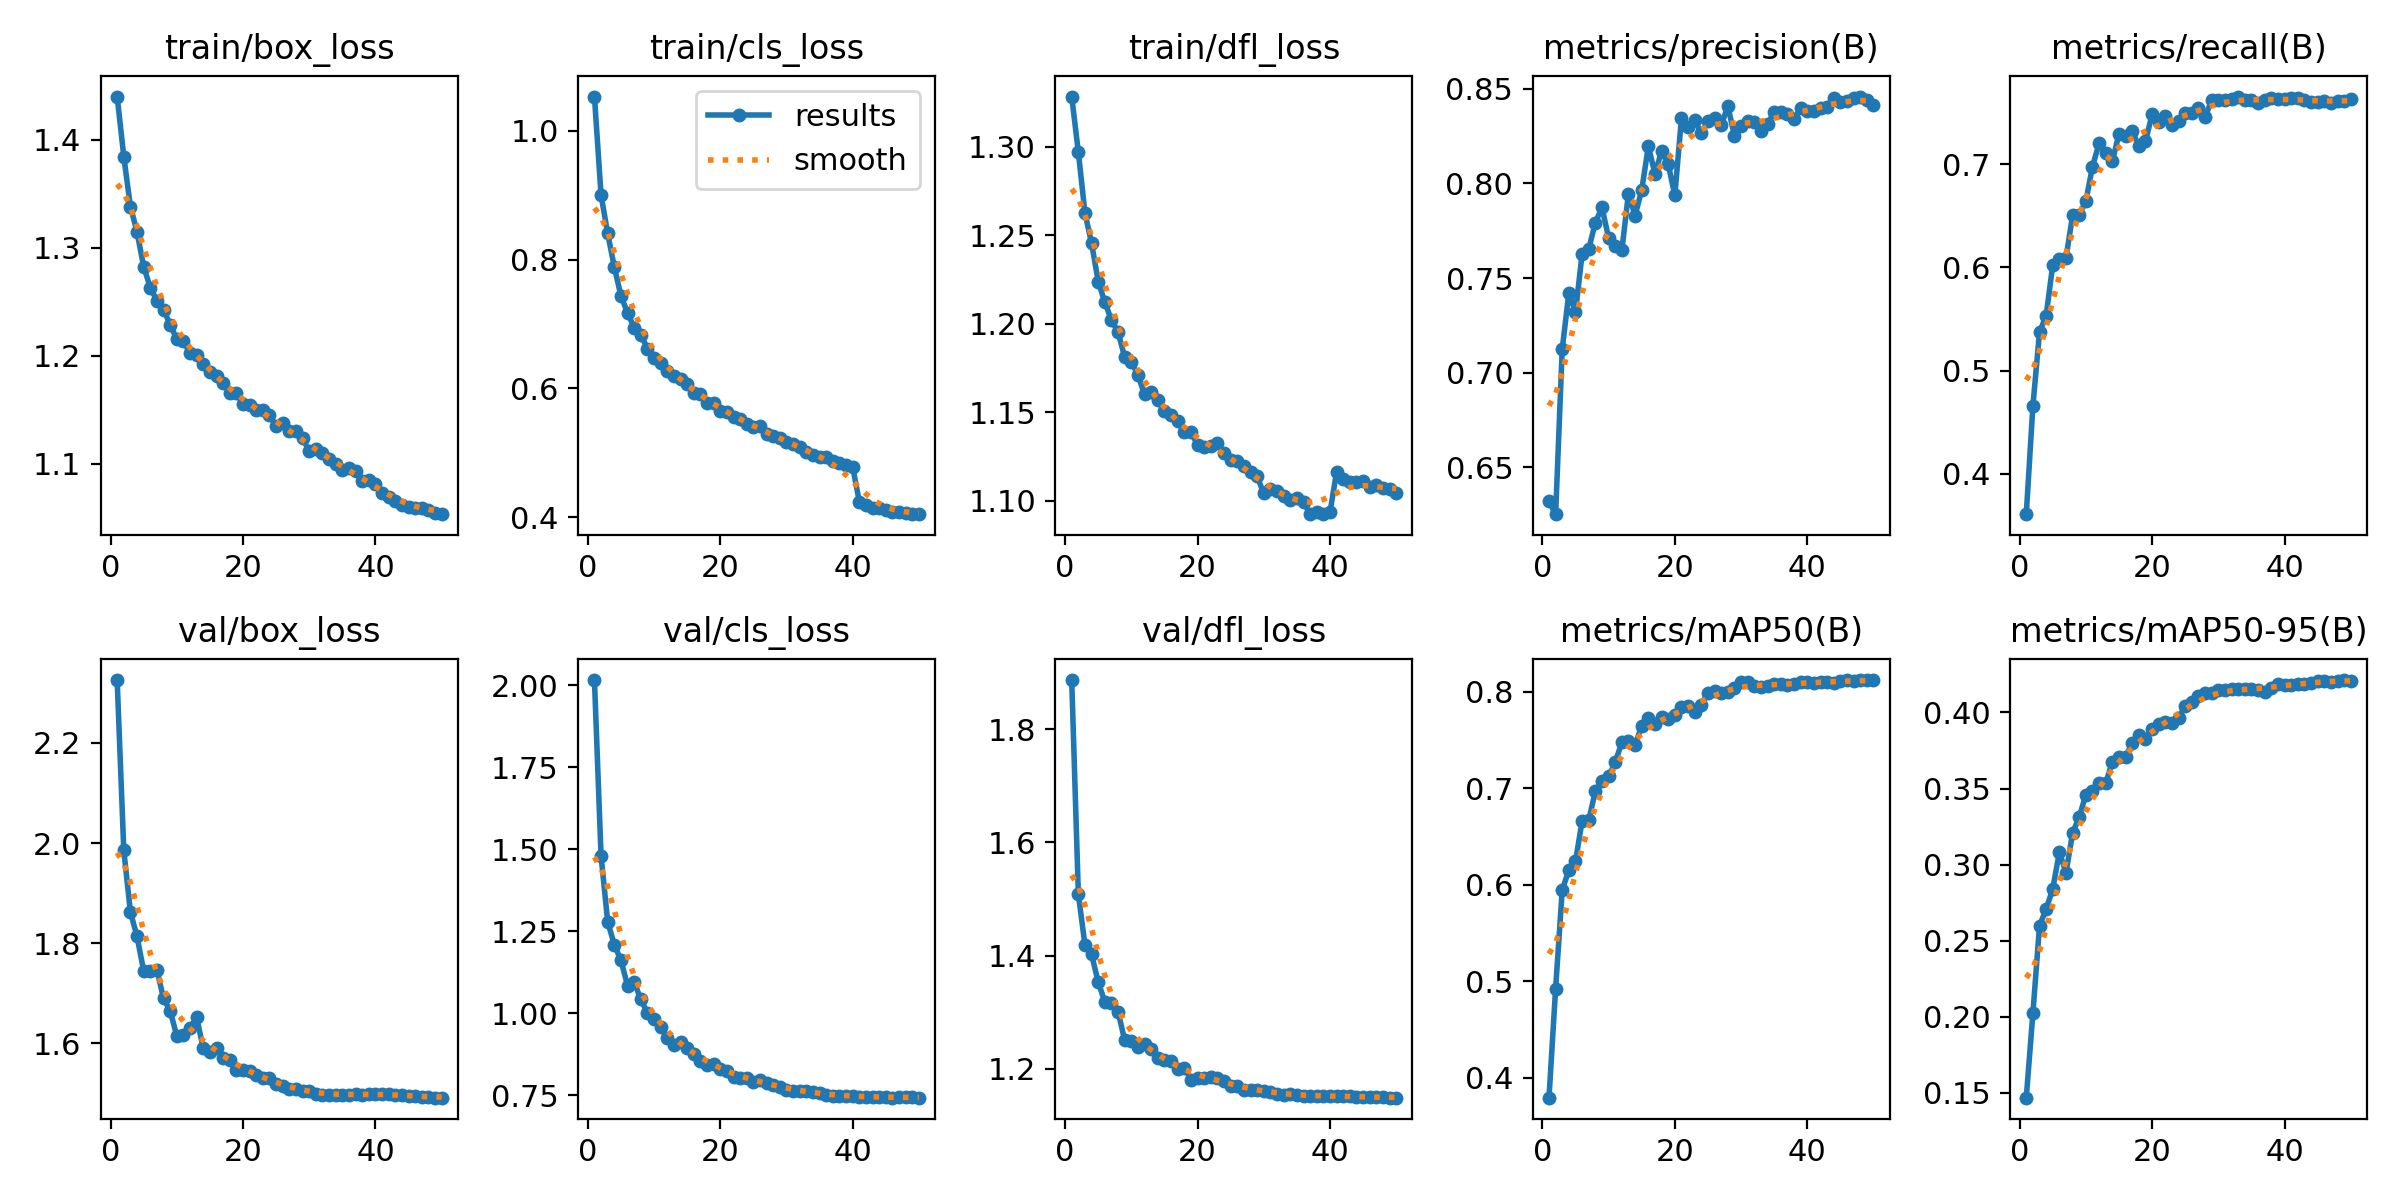 train/box_loss
1.4
1.3
1.2
1.1
0 20 40
train/cls_loss
results
smooth
1.0
0.8
0.6
0.4
0 20 40
train/dfl_loss
1.30
1.25
1.20
1.15
1.10
0 20 40
metrics/precision(B)
0.85
0.80
0.75
0.70
0.65
0 20 40
metrics/recall(B)
0.7
0.6
0.5
0.4
0 20 40
val/box_loss
2.2
2.0
1.8
1.6
0 20 40
val/cls_loss
2.00
1.75
1.50
1.25
1.00
0.75
0 20 40
val/dfl_loss
1.8
1.6
1.4
1.2
0 20 40
metrics/mAP50(B)
0.8
0.7
0.6
0.5
0.4
0 20 40
metrics/mAP50-95(B)
0.40
0.35
0.30
0.25
0.20
0.15
0 20 40